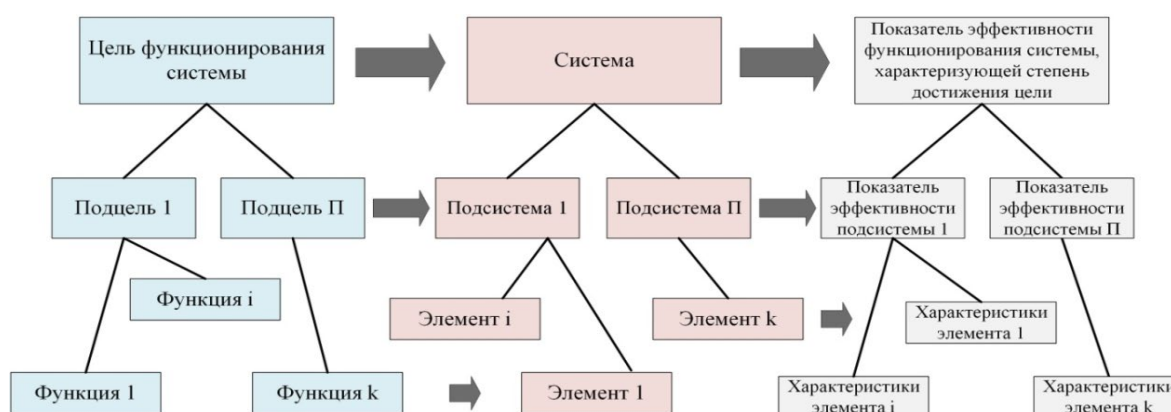 Цель функционирования
системы
Система
Показатель эффективности
функционирования системы,
характеризующей степень
достижения цели
Подцель 1
Подцель П
Подсистема 1
Подсистема П
Показатель
эффективности
подсистемы 1
Показатель
эффективности
подсистемы П
Функция i
Элемент i
Элемент k
Характеристики
элемента 1
Функция 1
Функция k
Элемент 1
Характеристики
элемента i
Характеристики
элемента k